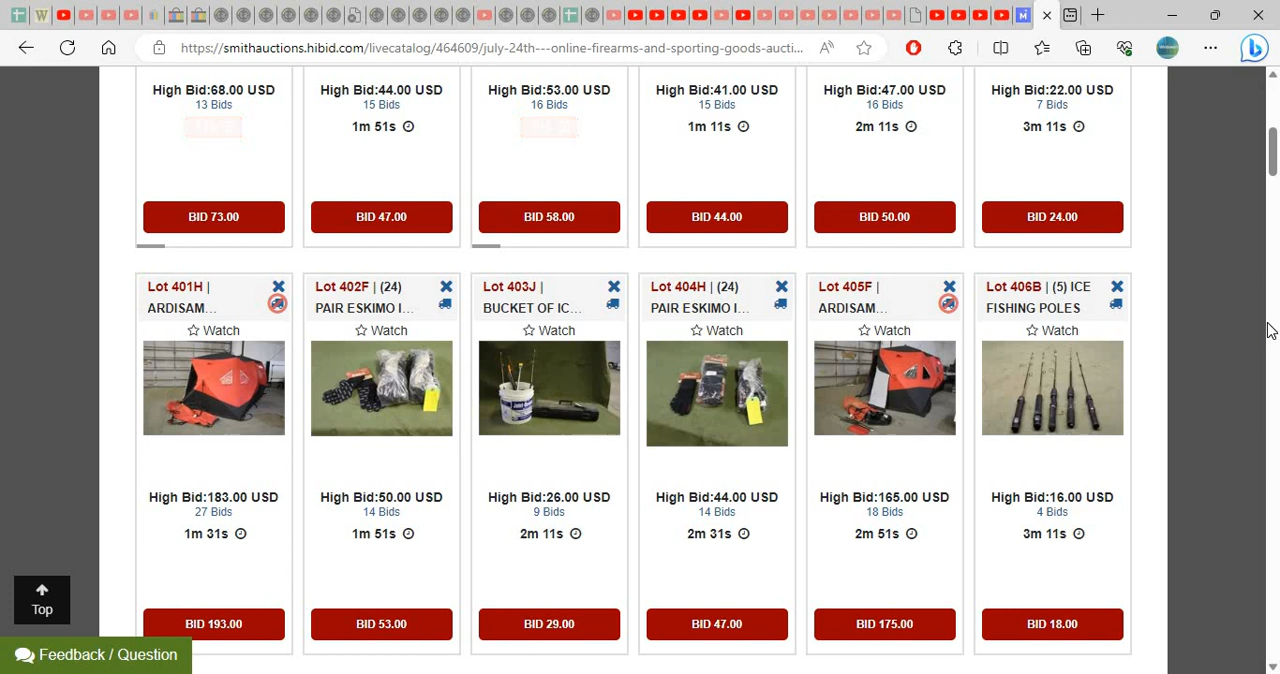 https://smithauctions.hibid.com/livecatalog/464609/july-24th---online-firearms-and-sporting-goods-aucti...
High Bid:68.00 USD
13 Bids
BID 73.00
High Bid:44.00 USD
15 Bids
1m 51s
BID 47.00
High Bid:53.00 USD
16 Bids
BID 58.00
High Bid:41.00 USD
15 Bids
1m 11s
BID 44.00
High Bid:47.00 USD
16 Bids
2m 11s
BID 50.00
High Bid:22.00 USD
7 Bids
3m 11s
BID 24.00
Lot 401H |
ARDISAM...
Watch
High Bid:183.00 USD
27 Bids
1m 31s
BID 193.00
Lot 402F | (24)
PAIR ESKIMO I...
Watch
High Bid:50.00 USD
14 Bids
1m 51s
BID 53.00
Lot 403J |
BUCKET OF IC...
Watch
High Bid:26.00 USD
9 Bids
2m 11s
BID 29.00
Lot 404H | (24)
PAIR ESKIMO I...
Watch
High Bid:44.00 USD
14 Bids
2m 31s
BID 47.00
Lot 405F |
ARDISAM...
Watch
High Bid:165.00 USD
18 Bids
2m 51s
BID 175.00
Lot 406B | (5) ICE
FISHING POLES
Watch
High Bid:16.00 USD
4 Bids
3m 11s
BID 18.00
Top
Feedback / Question